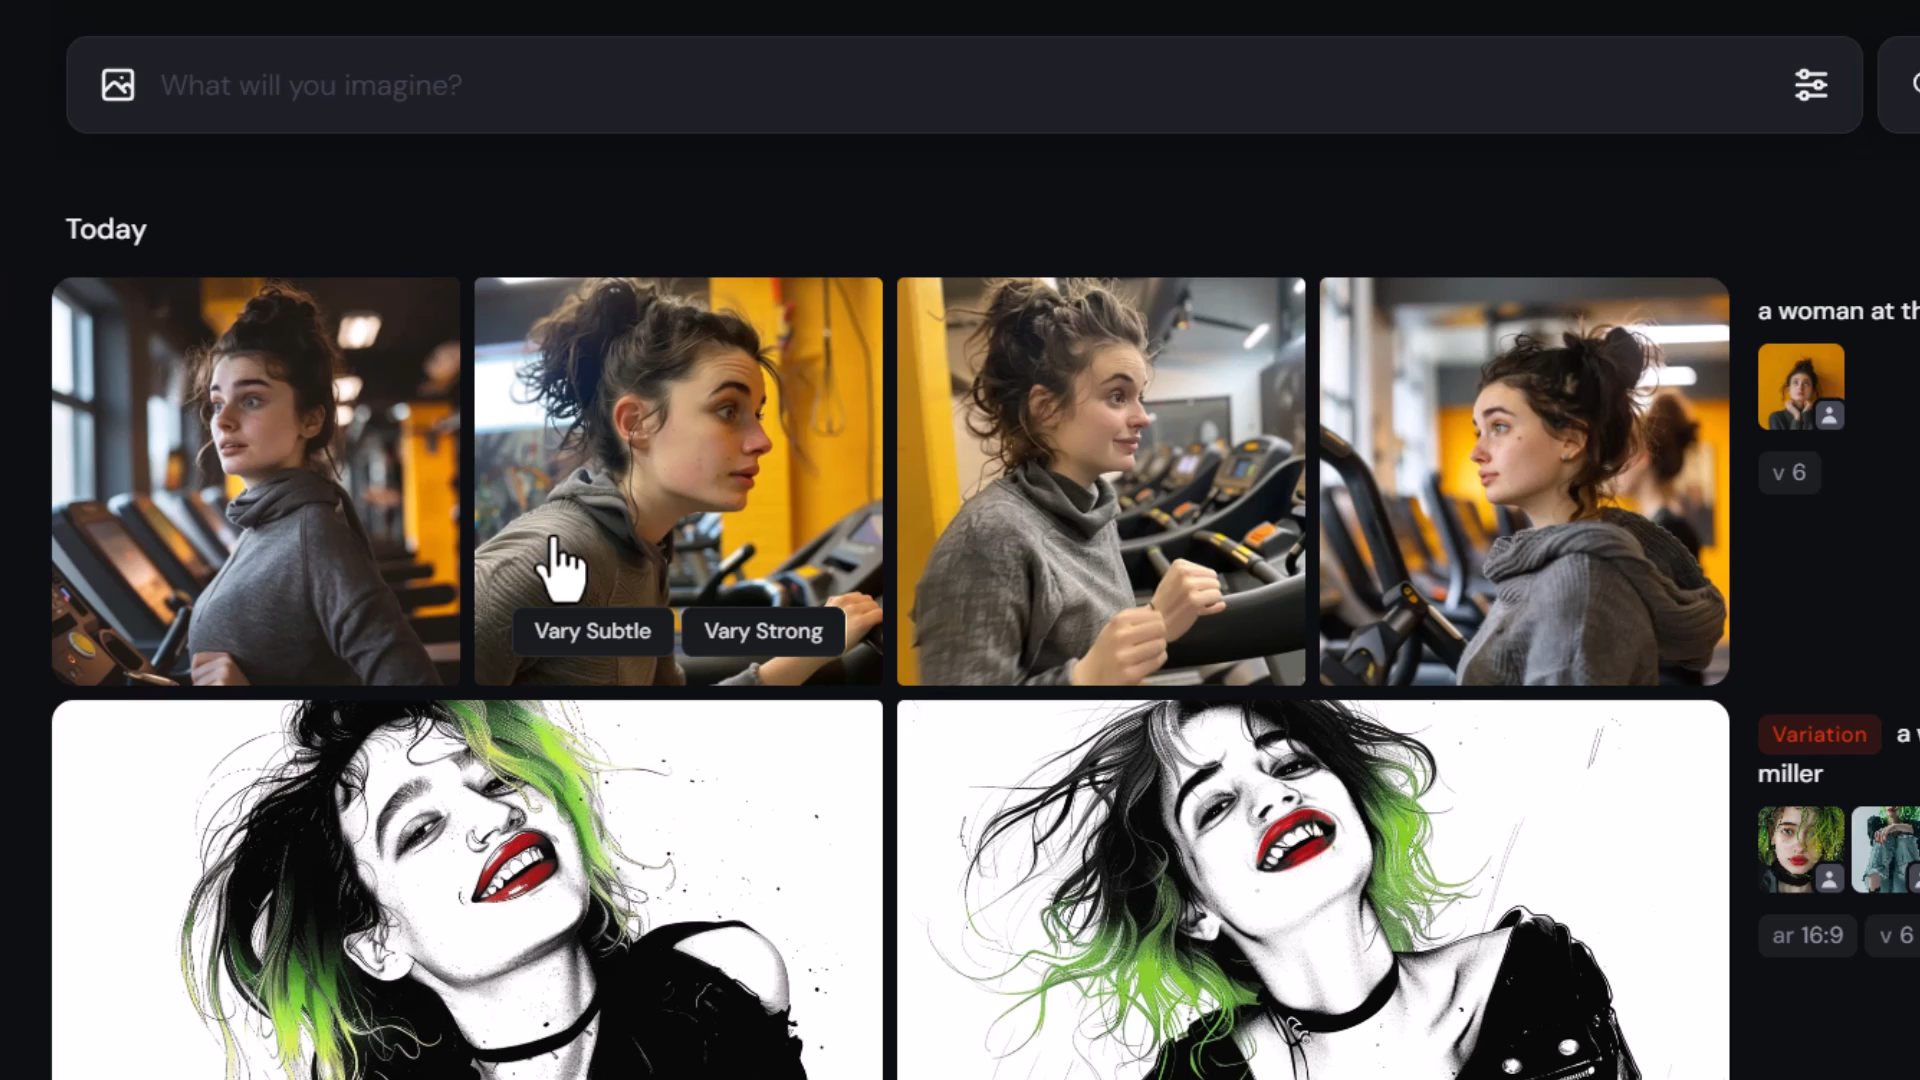 What will you imagine?
Today
a woman at th
v 6
Vary Subtle
Vary Strong
Variation a w
miller
ar 16:9
v 6